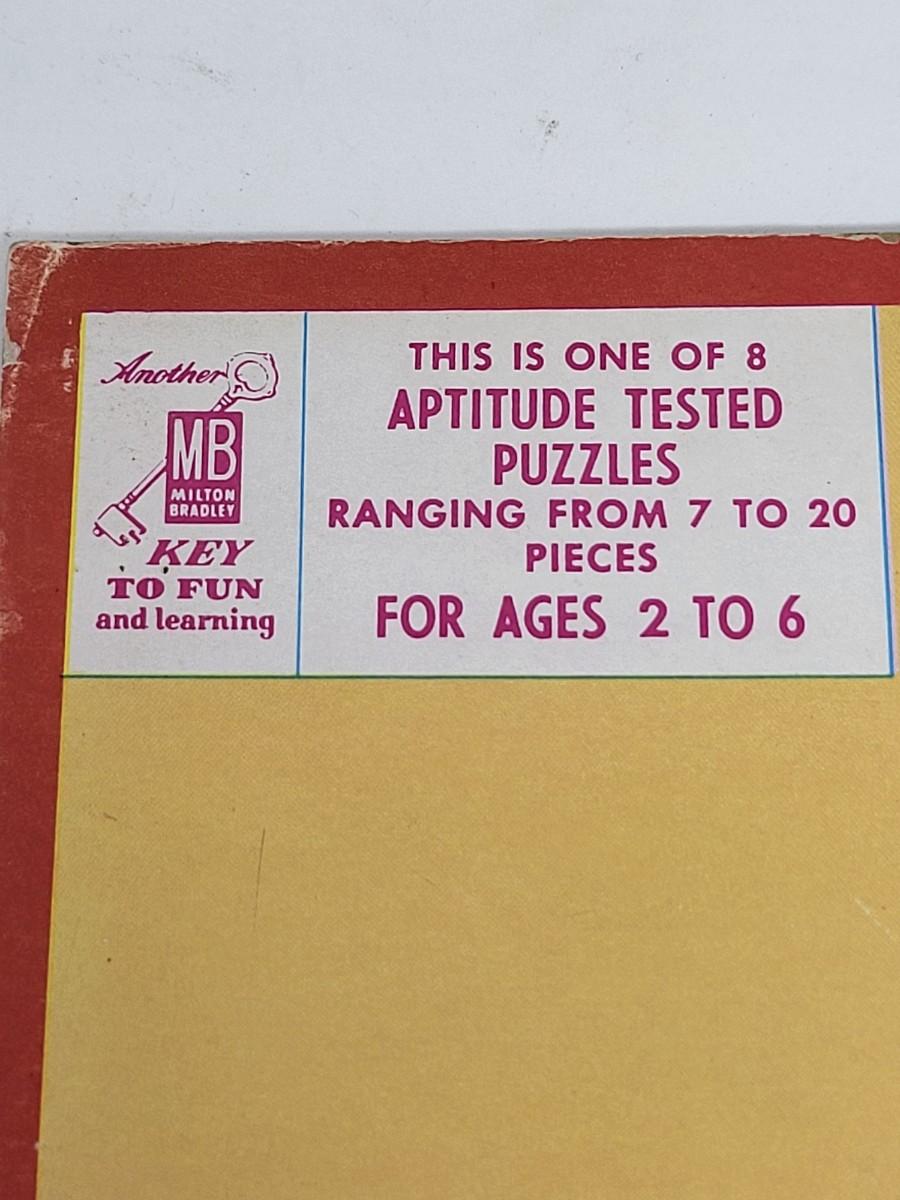 Another
MB
MILTON
BRADLEY
KEY
TO FUN
and learning
THIS IS ONE OF 8
APTITUDE TESTED
PUZZLES
RANGING FROM 7 TO 20
PIECES
FOR AGES 2 TO 6